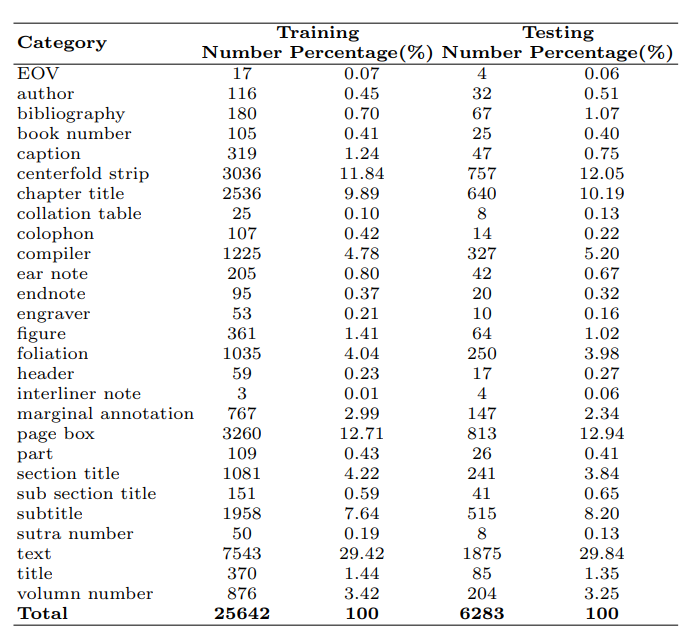 Category Training Testing
Number Percentage(%) Number Percentage(%)
EOV 17 0.07 4 0.06
author 116 0.45 32 0.51
bibliography 180 0.70 67 1.07
book number 105 0.41 25 0.40
caption 319 1.24 47 0.75
centerfold strip 3036 11.84 757 12.05
chapter title 2536 9.89 640 10.19
collation table 25 0.10 8 0.13
colophon 107 0.42 14 0.22
compiler 1225 4.78 327 5.20
ear note 205 0.80 42 0.67
endnote 95 0.37 20 0.32
engraver 53 0.21 10 0.16
figure 361 1.41 64 1.02
foliation 1035 4.04 250 3.98
header 59 0.23 17 0.27
interliner note 3 0.01 4 0.06
marginal annotation 767 2.99 147 2.34
page box 3260 12.71 813 12.94
part 109 0.43 26 0.41
section title 1081 4.22 241 3.84
sub section title 151 0.59 41 0.65
subtitle 1958 7.64 515 8.20
sutra number 50 0.19 8 0.13
text 7543 29.42 1875 29.84
title 370 1.44 85 1.35
volumn number 876 3.42 204 3.25
Total 25642 100 6283 100